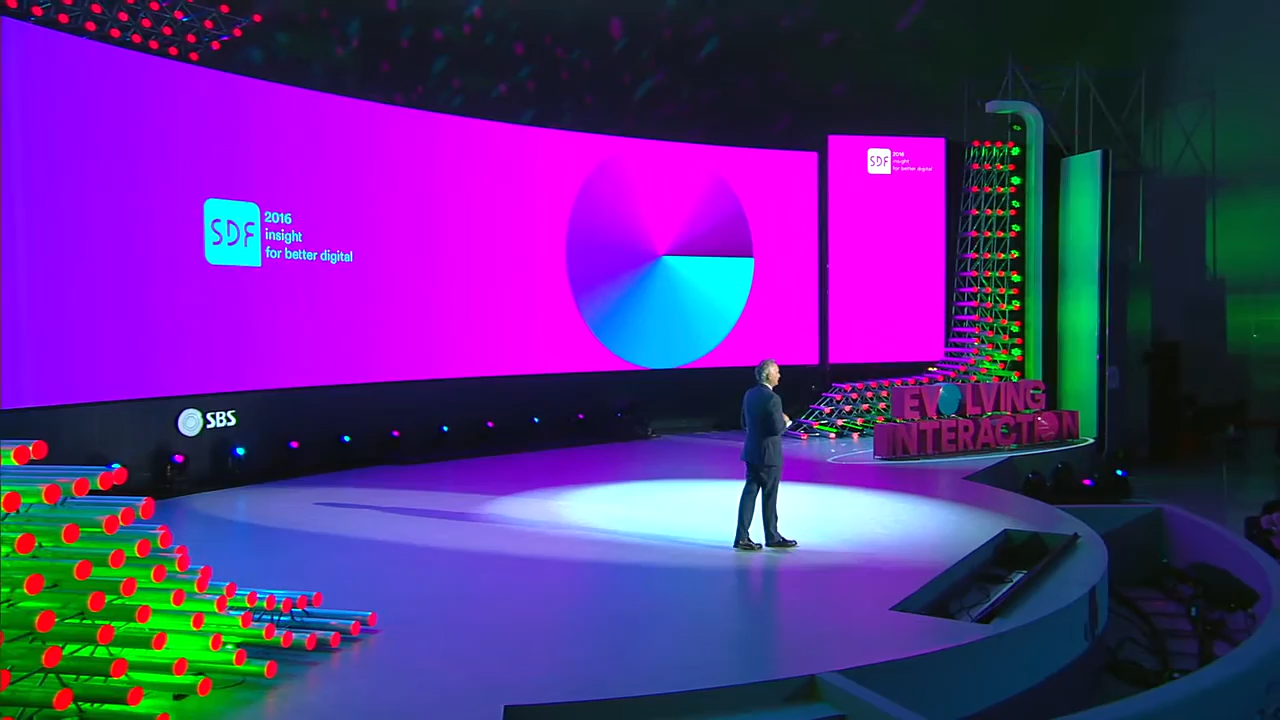 SDF
2016
insight
for better digital
SDF
2016
insight
for better digital
SBS
EVOLVING
INTERACTION